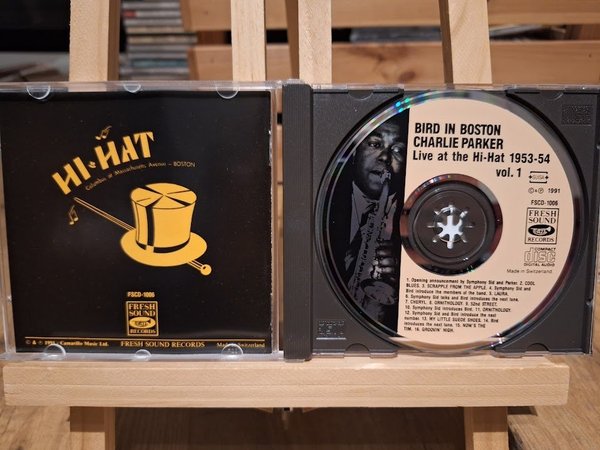 HI-HAT
Columbus at Massachusetts Avenue - BOSTON
FSCD-1006
FRESH
SOUND
RECORDS
© & ℗ 1991 - Camarillo Music Ltd.
FRESH SOUND RECORDS
Made in Switzerland
BIRD IN BOSTON
CHARLIE PARKER
Live at the Hi-Hat 1953-54
vol. 1
SUISA
© ℗ 1991
FSCD-1006
FRESH
SOUND
RECORDS
COMPACT
disc
DIGITAL AUDIO
Made in Switzerland
1. Opening announcement by Symphony Sid and Parker. 2. COOL
BLUES. 3. SCRAPPLE FROM THE APPLE. 4. Symphony Sid and
Bird introduce the members of the band. 5. LAURA.
6. Symphony Sid talks and Bird introduces the next tune.
7. CHERYL. 8. ORNITHOLOGY. 9. 52nd STREET.
10. Symphony Sid introduces Bird. 11. ORNITHOLOGY.
12. Symphony Sid and Bird introduce the next
number. 13. MY LITTLE SUEDE SHOES. 14. Bird
introduces the next tune. 15. NOW'S THE
TIM. 16. GROOVIN' HIGH.